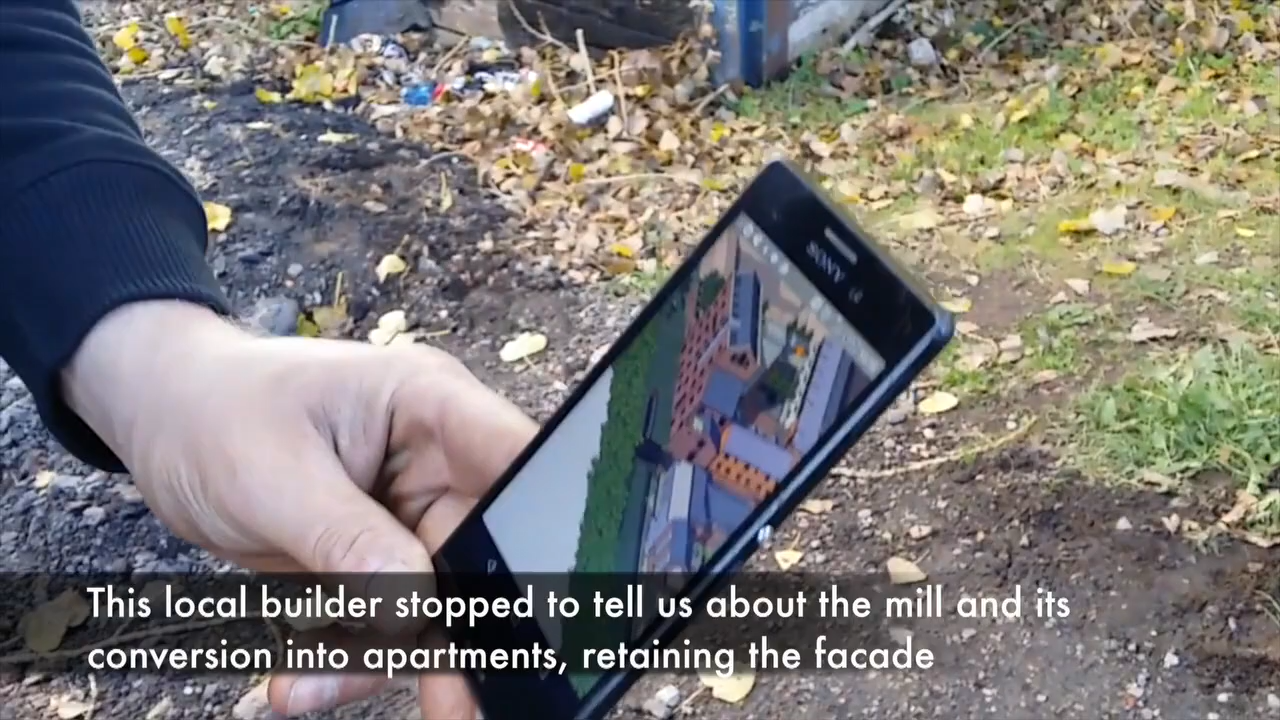 SONY
This local builder stopped to tell us about the mill and its
conversion into apartments, retaining the facade